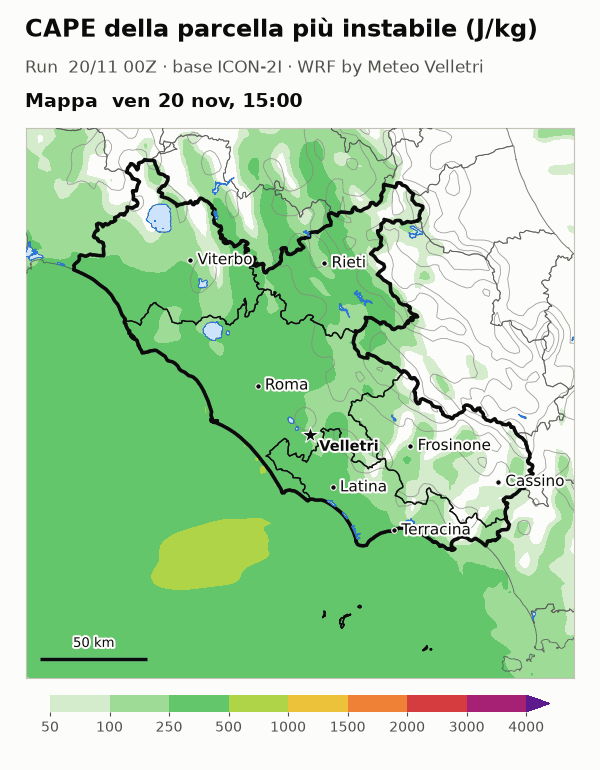 CAPE della parcella più instabile (J/kg)
Run  20/11 00Z · base ICON-2I · WRF by Meteo Velletri
Mappa  ven 20 nov, 15:00
Viterbo
Rieti
Roma
Velletri
Frosinone
Cassino
Latina
Terracina
50 km
50 100 250 500 1000 1500 2000 3000 4000